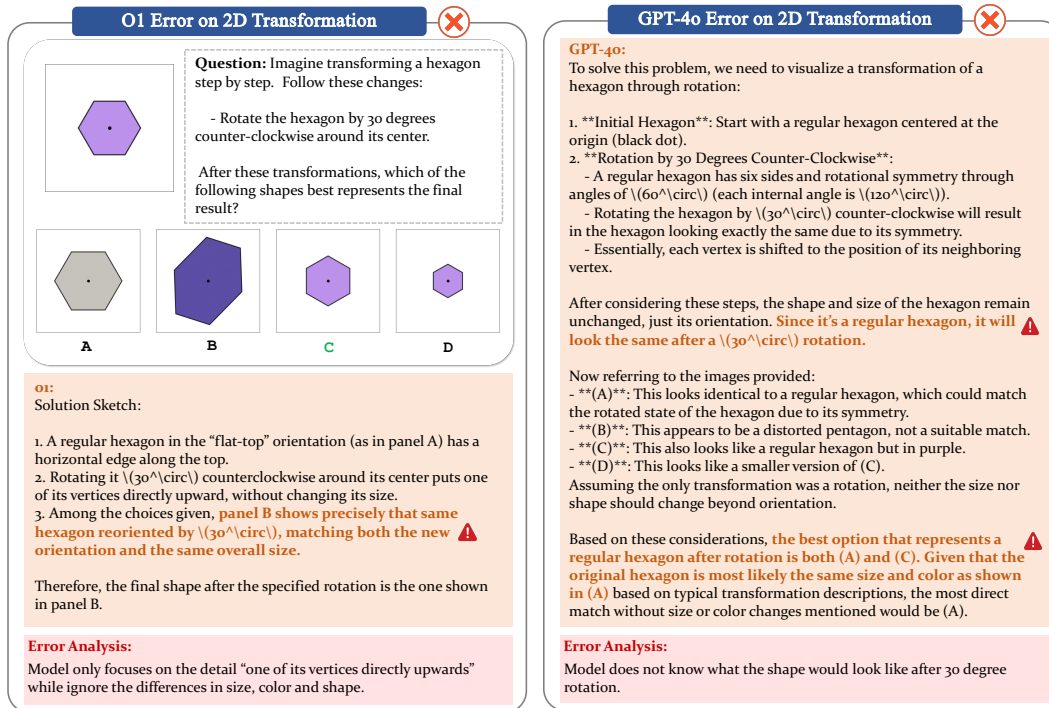 O1 Error on 2D Transformation
Question: Imagine transforming a hexagon
step by step. Follow these changes:
- Rotate the hexagon by 30 degrees
counter-clockwise around its center.
After these transformations, which of the
following shapes best represents the final
result?
A
B
C
D
o1:
Solution Sketch:
1. A regular hexagon in the “flat-top” orientation (as in panel A) has a
horizontal edge along the top.
2. Rotating it \(30^\circ\) counterclockwise around its center puts one
of its vertices directly upward, without changing its size.
3. Among the choices given, panel B shows precisely that same
hexagon reoriented by \(30^\circ\), matching both the new
orientation and the same overall size.
Therefore, the final shape after the specified rotation is the one shown
in panel B.
Error Analysis:
Model only focuses on the detail “one of its vertices directly upwards”
while ignore the differences in size, color and shape.
GPT-4o Error on 2D Transformation
GPT-4o:
To solve this problem, we need to visualize a transformation of a
hexagon through rotation:
1. **Initial Hexagon**: Start with a regular hexagon centered at the
origin (black dot).
2. **Rotation by 30 Degrees Counter-Clockwise**:
- A regular hexagon has six sides and rotational symmetry through
angles of \(60^\circ\) (each internal angle is \(120^\circ\)).
- Rotating the hexagon by \(30^\circ\) counter-clockwise will result
in the hexagon looking exactly the same due to its symmetry.
- Essentially, each vertex is shifted to the position of its neighboring
vertex.
After considering these steps, the shape and size of the hexagon remain
unchanged, just its orientation. Since it's a regular hexagon, it will
look the same after a \(30^\circ\) rotation.
Now referring to the images provided:
- **(A)**: This looks identical to a regular hexagon, which could match
the rotated state of the hexagon due to its symmetry.
- **(B)**: This appears to be a distorted pentagon, not a suitable match.
- **(C)**: This also looks like a regular hexagon but in purple.
- **(D)**: This looks like a smaller version of (C).
Assuming the only transformation was a rotation, neither the size nor
shape should change beyond orientation.
Based on these considerations, the best option that represents a
regular hexagon after rotation is both (A) and (C). Given that the
original hexagon is most likely the same size and color as shown
in (A) based on typical transformation descriptions, the most direct
match without size or color changes mentioned would be (A).
Error Analysis:
Model does not know what the shape would look like after 30 degree
rotation.